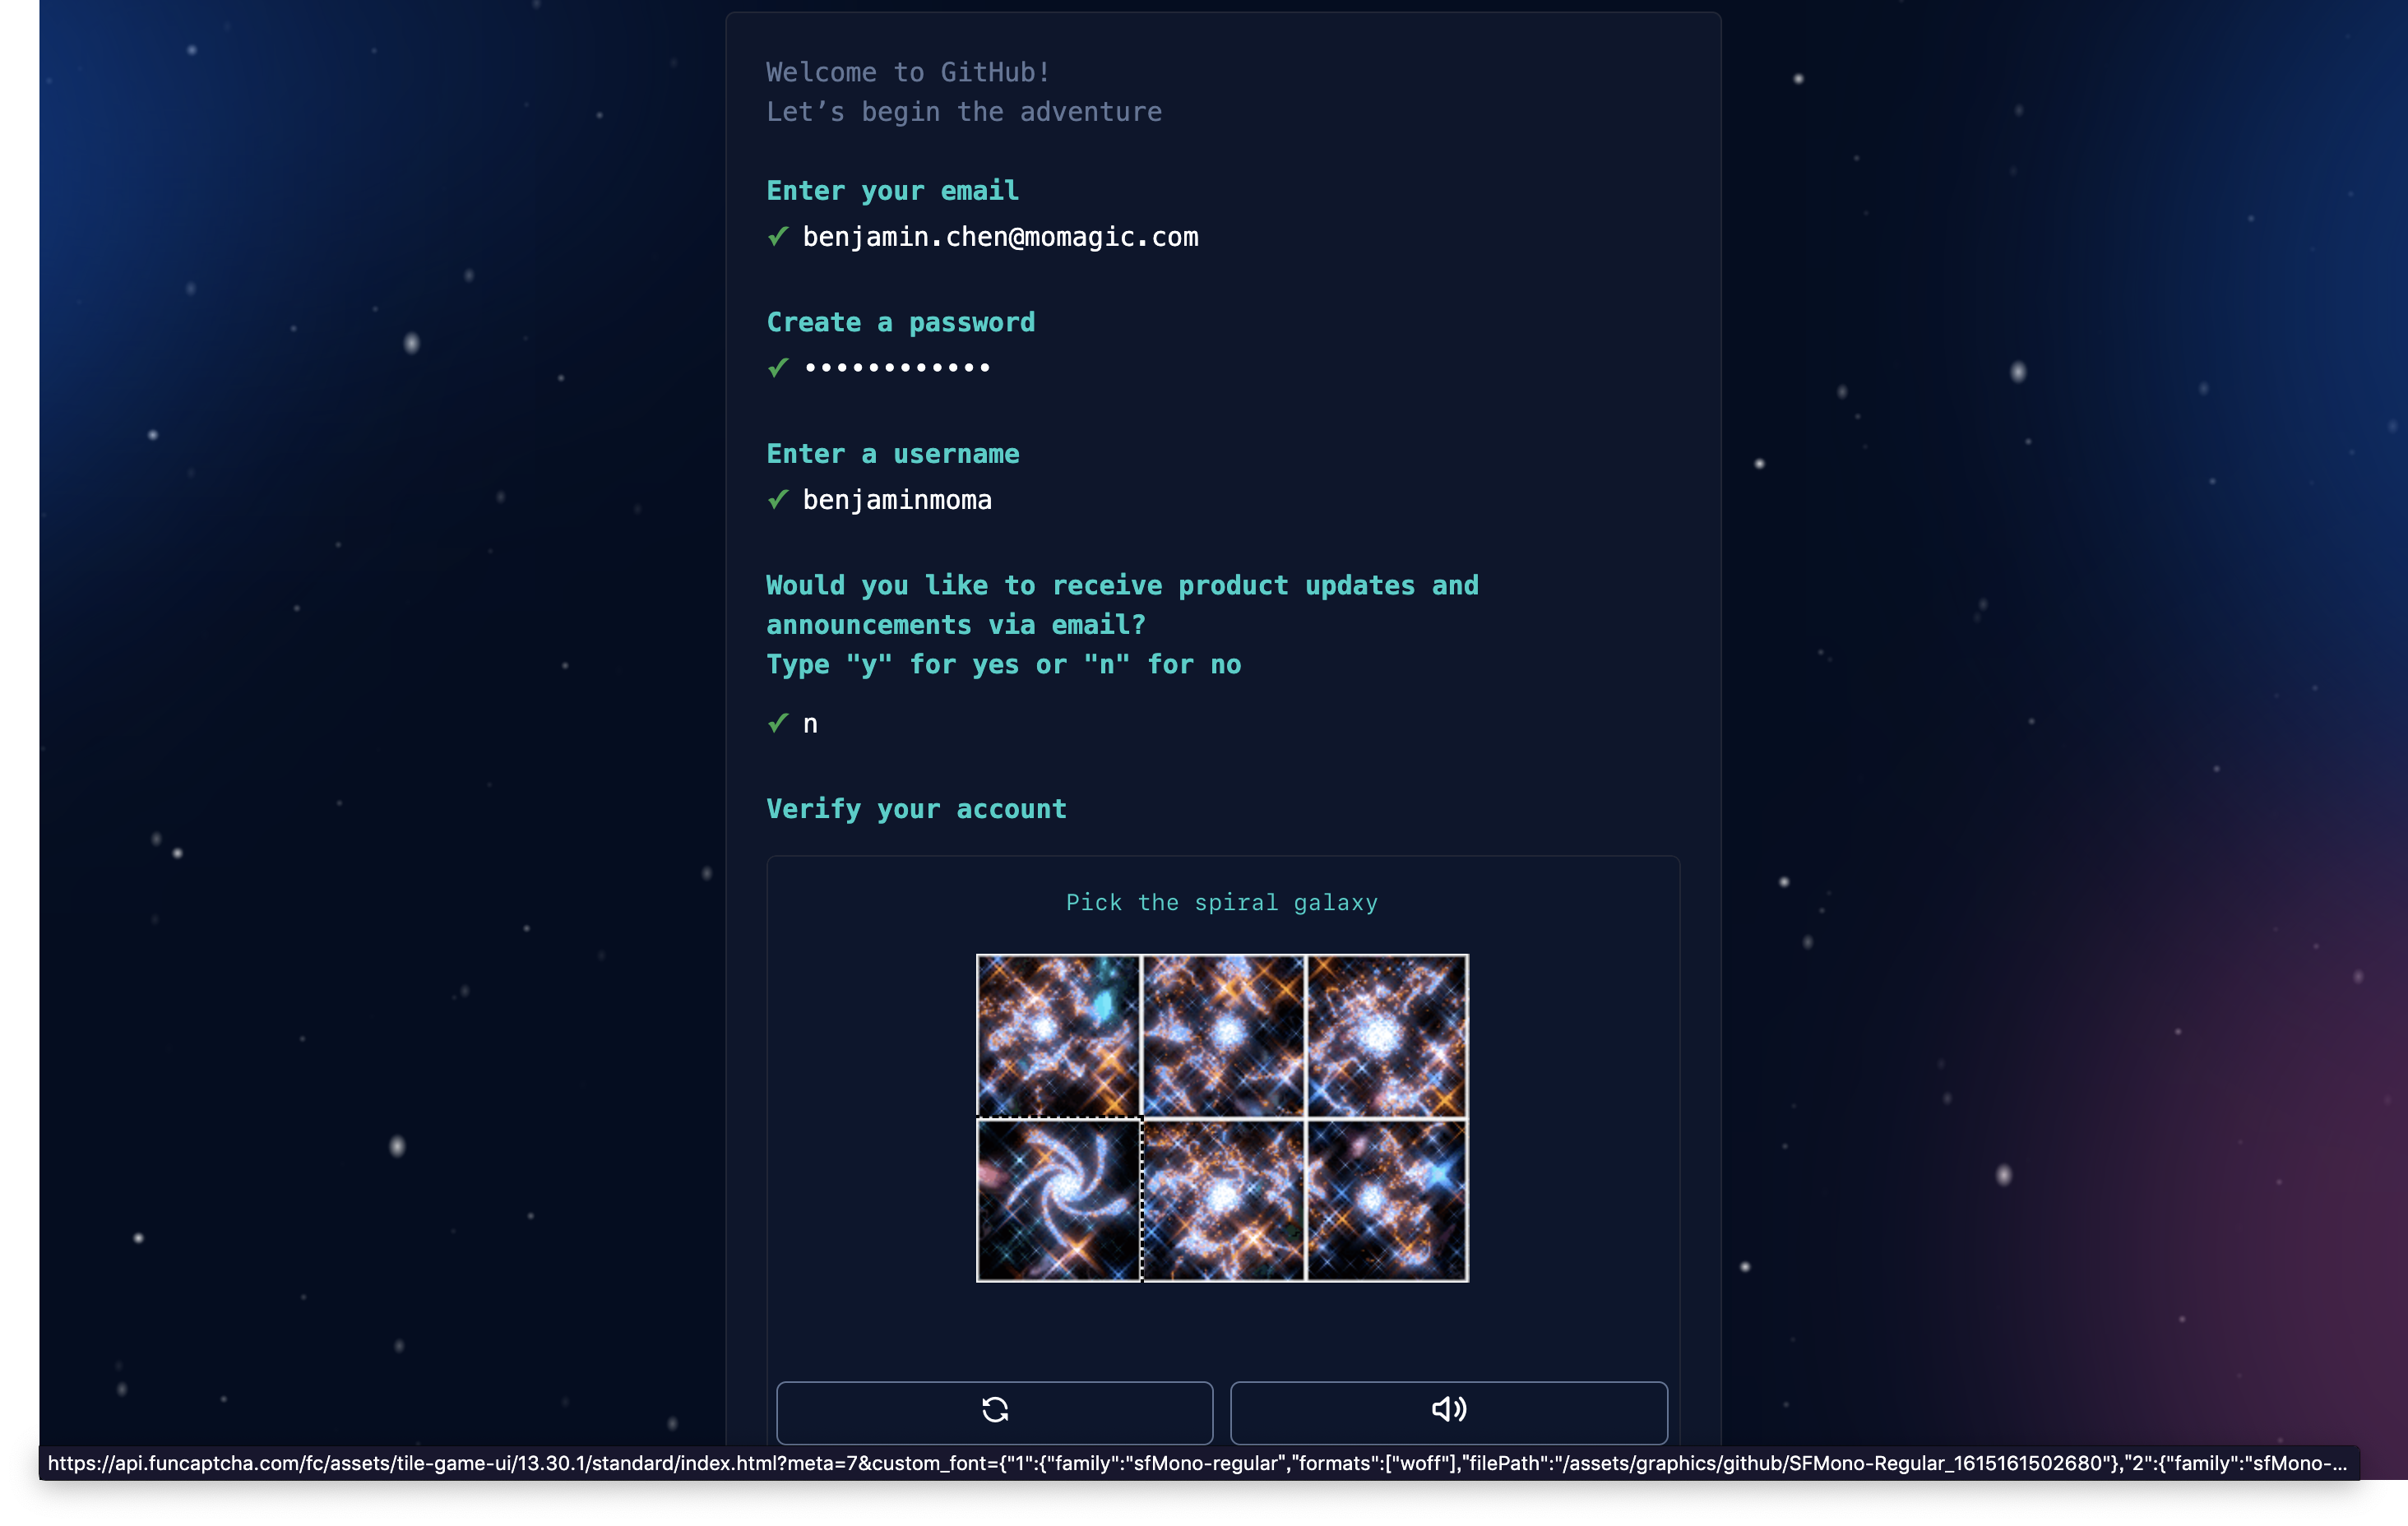 Welcome to GitHub!
Let’s begin the adventure
Enter your email
✓ benjamin.chen@momagic.com
Create a password
✓ ••••••••••••
Enter a username
✓ benjaminmoma
Would you like to receive product updates and
announcements via email?
Type "y" for yes or "n" for no
✓ n
Verify your account
Pick the spiral galaxy
https://api.funcaptcha.com/fc/assets/tile-game-ui/13.30.1/standard/index.html?meta=7&custom_font={"1":{"family":"sfMono-regular","formats":["woff"],"filePath":"/assets/graphics/github/SFMono-Regular_1615161502680"},"2":{"family":"sfMono-...